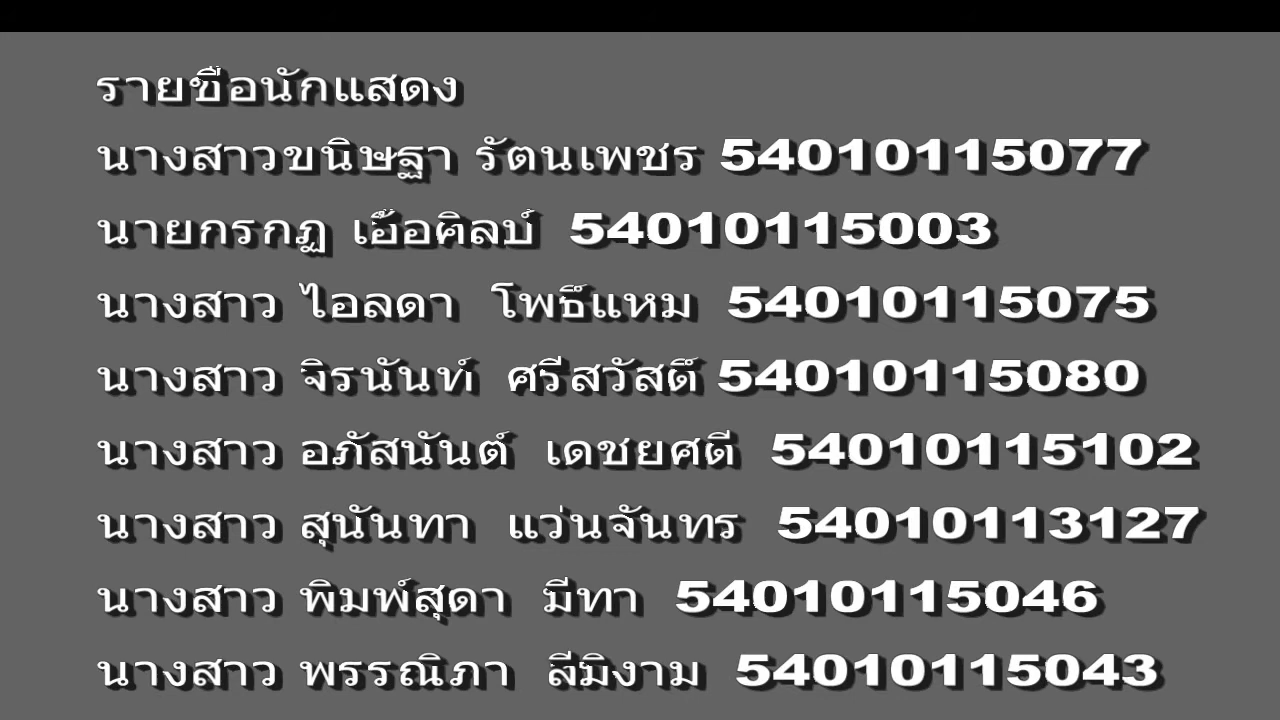 รายชื่อนักแสดง
นางสาวขนิษฐา รัตนเพชร 54010115077
นายกรกฏ เอื้อศิลป์ 54010115003
นางสาว ไอลดา โพธิ์แหม 54010115075
นางสาว จิรนันท์ ศรีสวัสดิ์ 54010115080
นางสาว อภัสนันต์ เดชยศดี 54010115102
นางสาว สุนันทา แว่นจันทร 54010113127
นางสาว พิมพ์สุดา มีทา 54010115046
นางสาว พรรณิภา สีมิงาม 54010115043